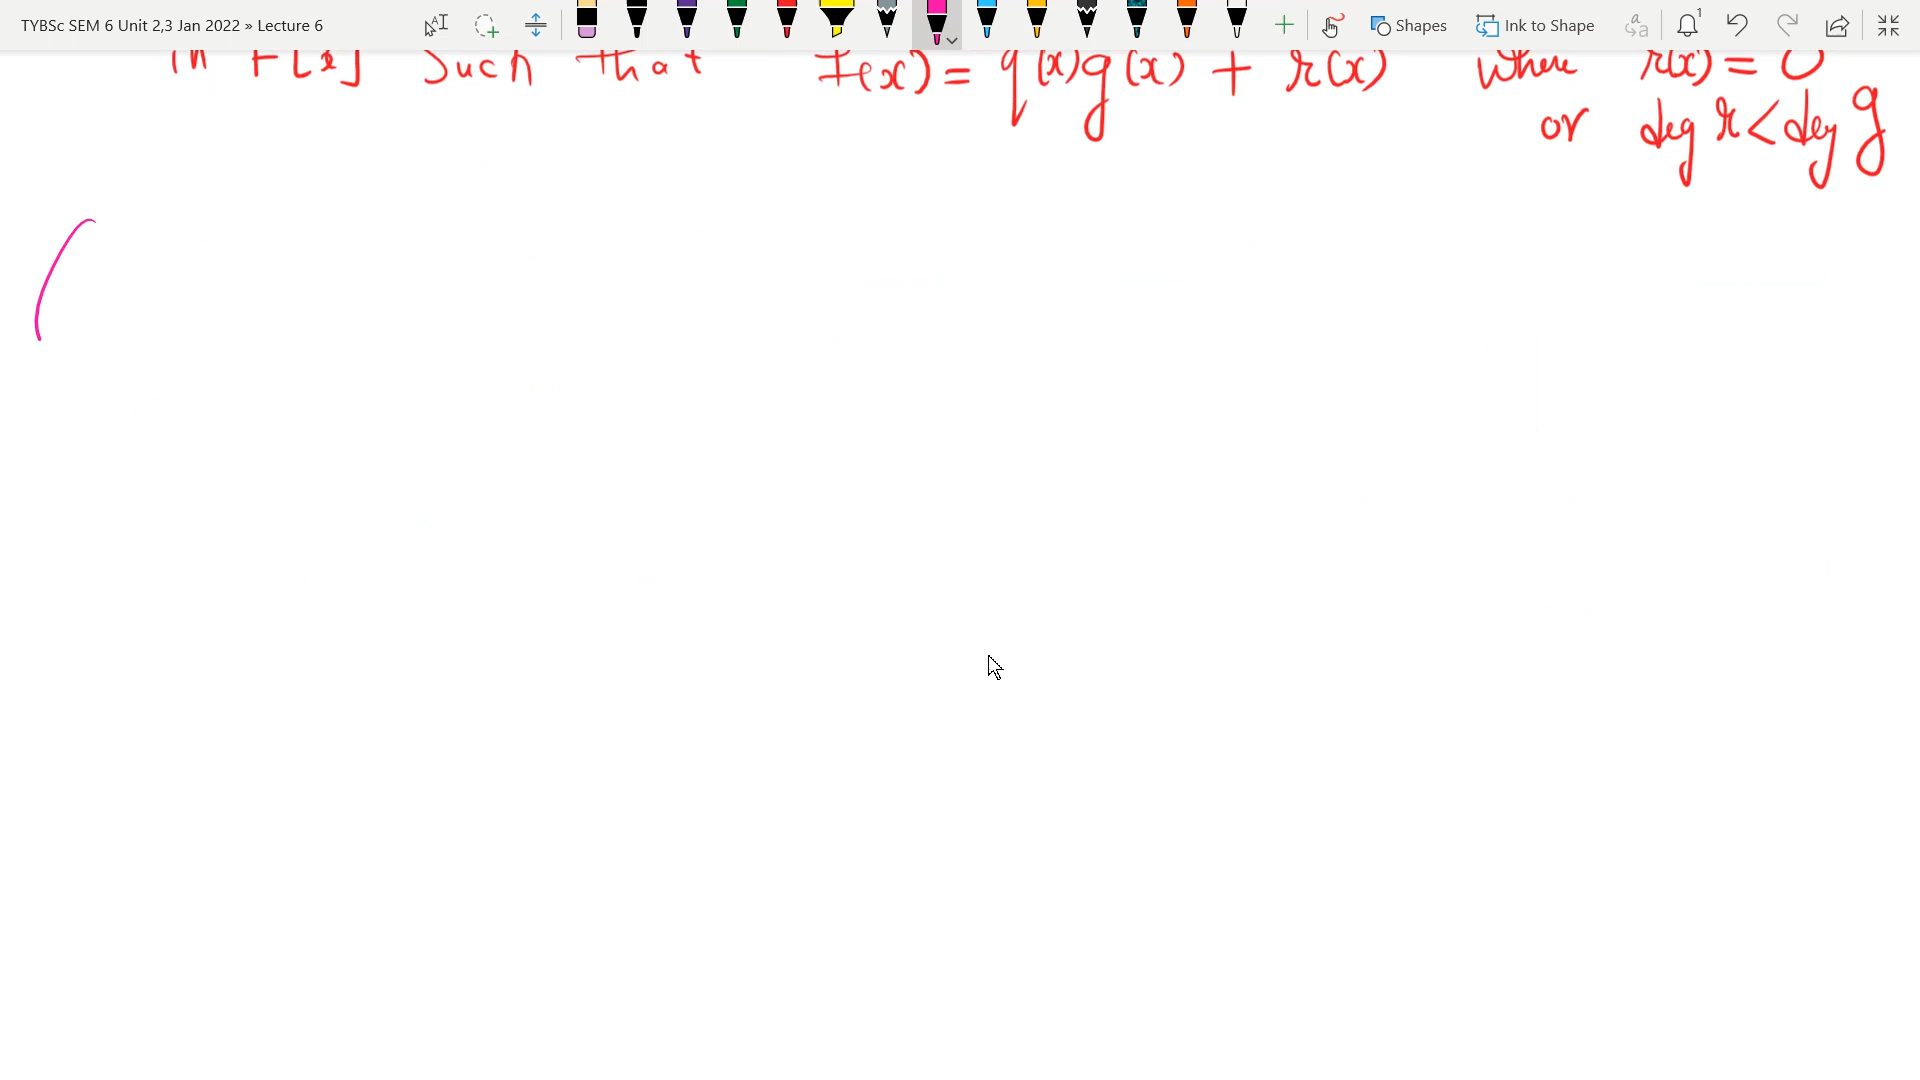 TYBSc SEM 6 Unit 2,3 Jan 2022 » Lecture 6
Shapes
Ink to Shape
1
in F[x] such that f(x) = q(x)g(x) + r(x) where r(x) = 0
or deg r < deg g